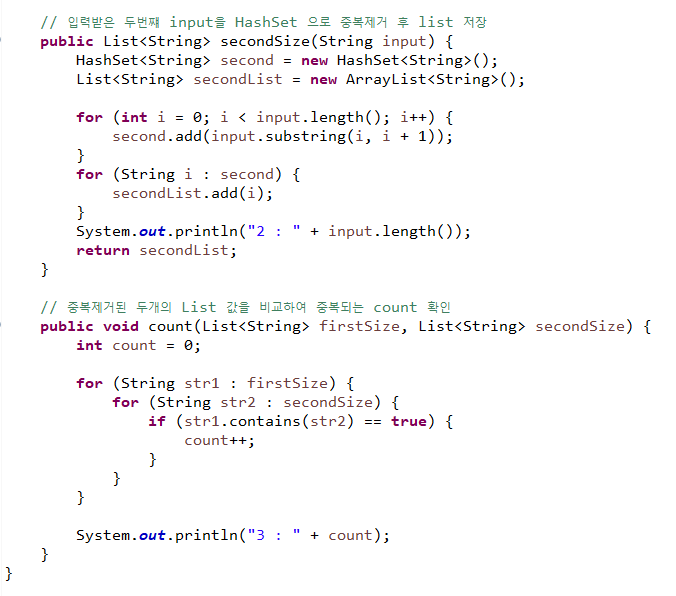 // 입력받은 두번쨰 input을 HashSet 으로 중복제거 후 list 저장
public List<String> secondSize(String input) {
HashSet<String> second = new HashSet<String>();
List<String> secondList = new ArrayList<String>();
for (int i = 0; i < input.length(); i++) {
second.add(input.substring(i, i + 1));
}
for (String i : second) {
secondList.add(i);
}
System.out.println("2 : " + input.length());
return secondList;
}
// 중복제거된 두개의 List 값을 비교하여 중복되는 count 확인
public void count(List<String> firstSize, List<String> secondSize) {
int count = 0;
for (String str1 : firstSize) {
for (String str2 : secondSize) {
if (str1.contains(str2) == true) {
count++;
}
}
}
System.out.println("3 : " + count);
}
}